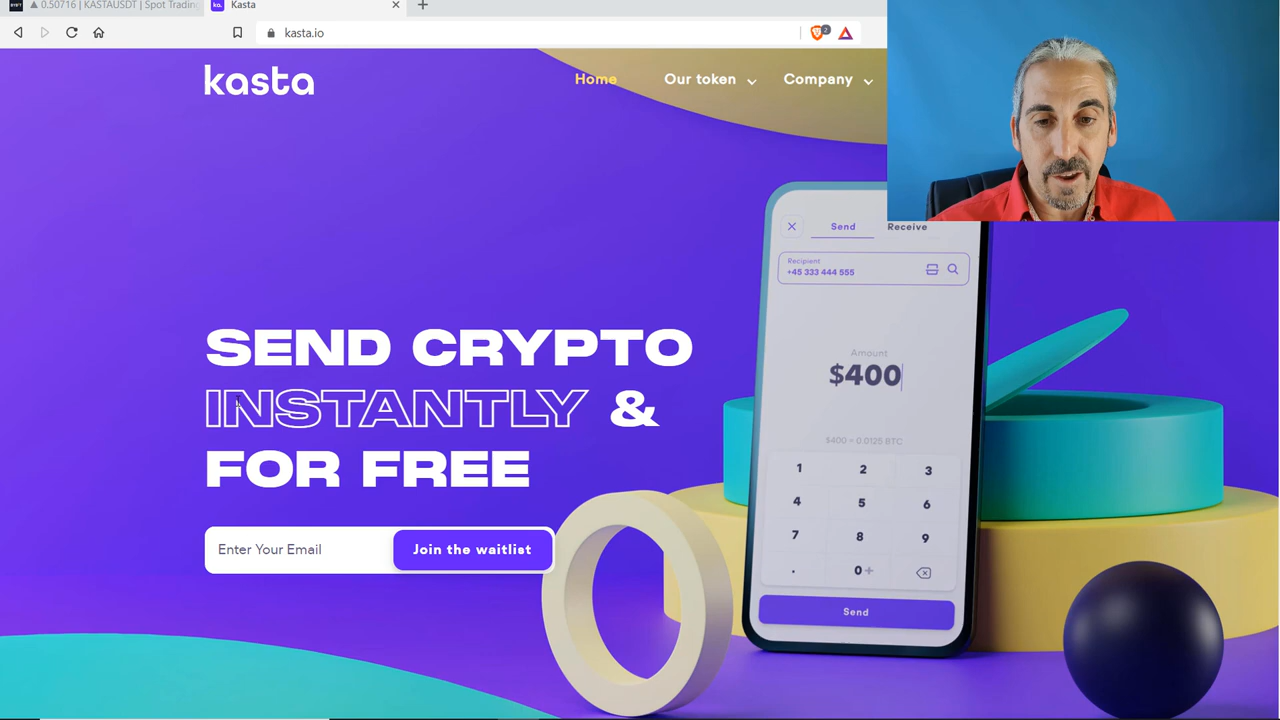 0.50716 | KASTAUSDT | Spot Trading
Kasta
kasta.io
kasta
Home
Our token
Company
SEND CRYPTO
INSTANTLY &
FOR FREE
Enter Your Email
Join the waitlist
Send
Receive
Recipient
+45 333 444 555
Amount
$400
$400 = 0.0125 BTC
1 2 3
4 5 6
7 8 9
. 0+
Send